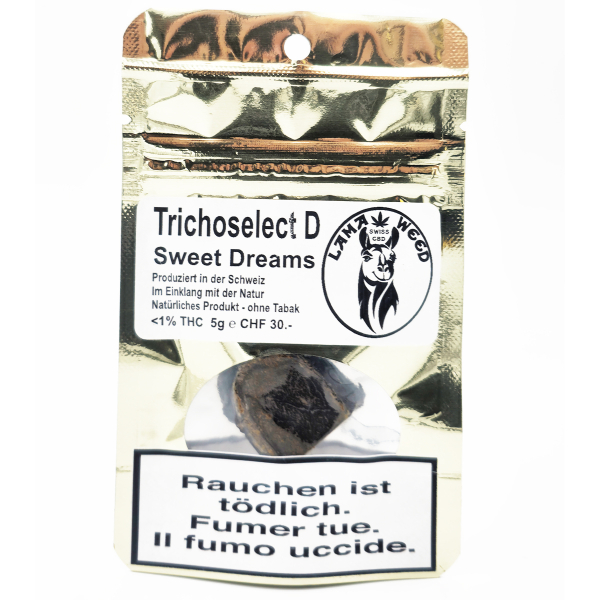 Trichoselect D
Sweet Dreams
Produziert in der Schweiz
Im Einklang mit der Natur
Natürliches Produkt - ohne Tabak
<1% THC 5g ℮ CHF 30.-
LAMA WEED
SWISS
CBD
Rauchen ist
tödlich.
Fumer tue.
Il fumo uccide.